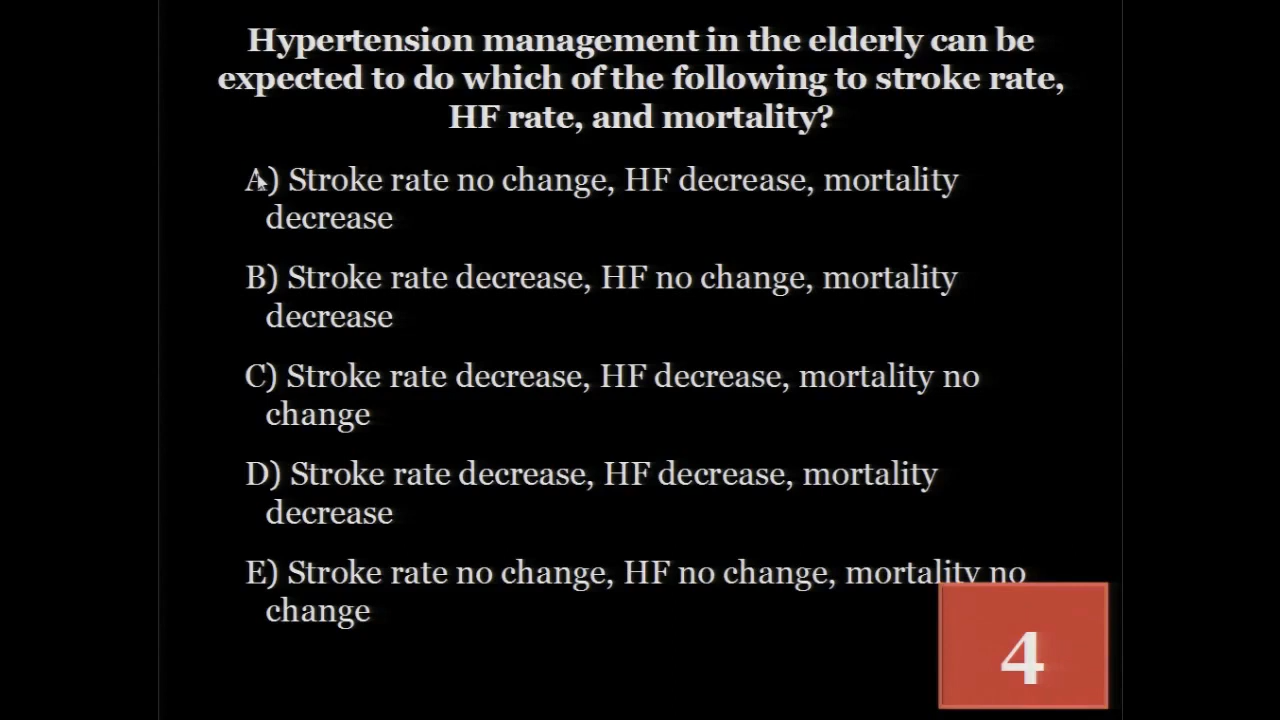 Hypertension management in the elderly can be
expected to do which of the following to stroke rate,
HF rate, and mortality?
A) Stroke rate no change, HF decrease, mortality
decrease
B) Stroke rate decrease, HF no change, mortality
decrease
C) Stroke rate decrease, HF decrease, mortality no
change
D) Stroke rate decrease, HF decrease, mortality
decrease
E) Stroke rate no change, HF no change, mortality no
change
4